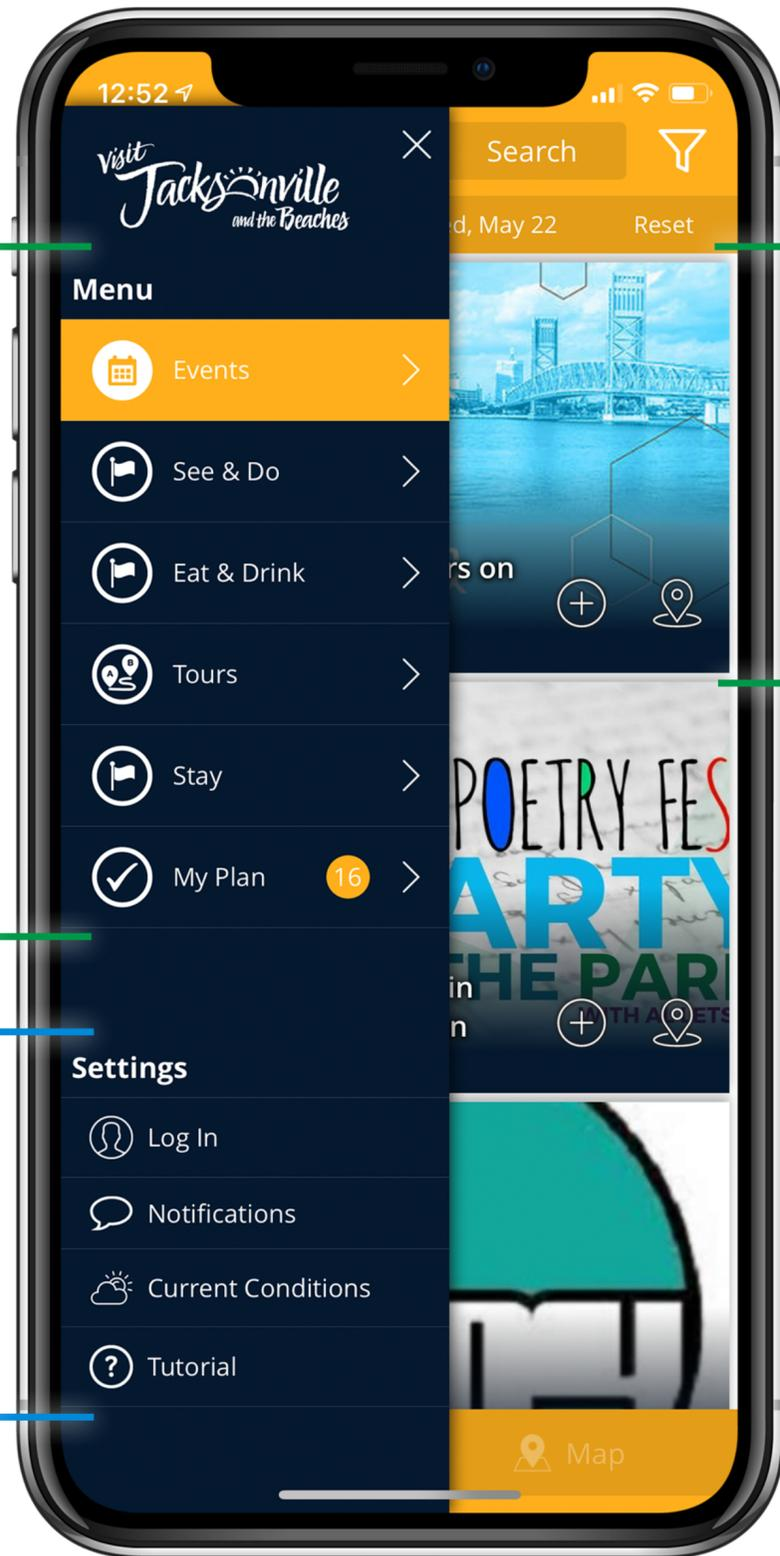 12:52
Visit
Jacksonville
and the Beaches
Search
ed, May 22
Reset
Menu
Events
See & Do
Eat & Drink
Tours
A B
Stay
My Plan 16
rs on
POETRY FES
ARTY
THE PAR
in
n
Settings
Log In
Notifications
Current Conditions
? Tutorial
Map